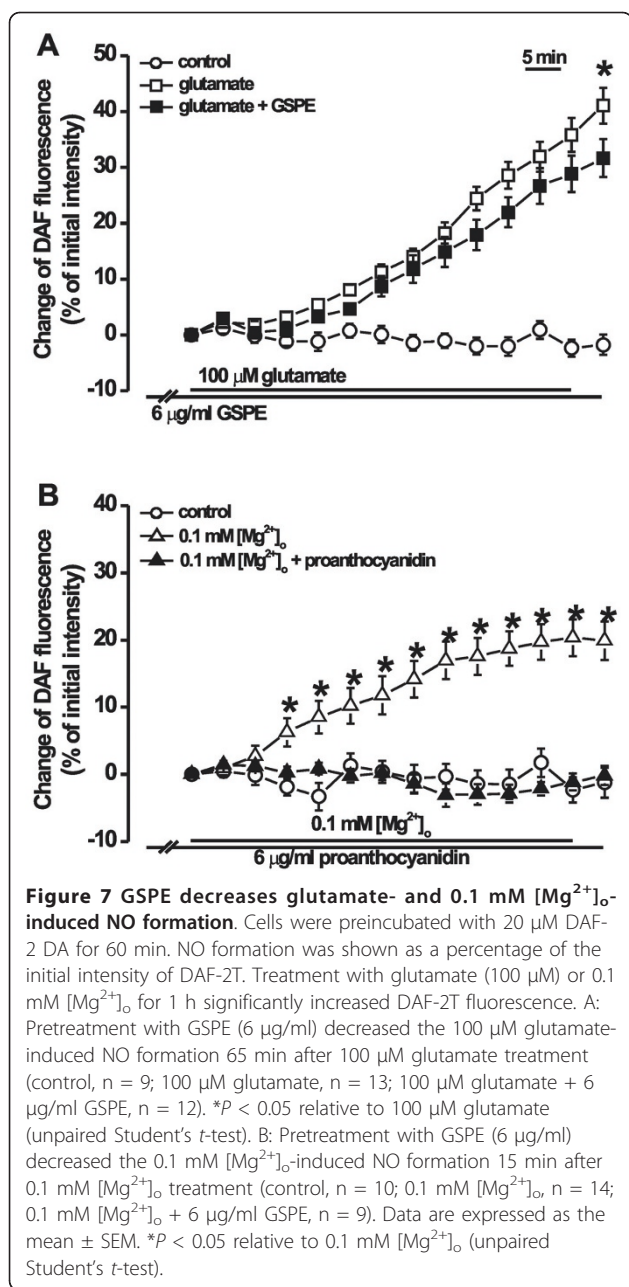 A
50
40
30
20
10
0
-10
Change of DAF fluorescence
(% of initial intensity)
control
glutamate
glutamate + GSPE
5 min
*
100 μM glutamate
6 μg/ml GSPE
B
40
30
20
10
0
-10
Change of DAF fluorescence
(% of initial intensity)
control
0.1 mM [Mg²⁺]ₒ
0.1 mM [Mg²⁺]ₒ + proanthocyanidin
* * * * * * * * * * *
0.1 mM [Mg²⁺]ₒ
6 μg/ml proanthocyanidin
Figure 7 GSPE decreases glutamate- and 0.1 mM [Mg²⁺]ₒ-
induced NO formation. Cells were preincubated with 20 μM DAF-
2 DA for 60 min. NO formation was shown as a percentage of the
initial intensity of DAF-2T. Treatment with glutamate (100 μM) or 0.1
mM [Mg²⁺]ₒ for 1 h significantly increased DAF-2T fluorescence. A:
Pretreatment with GSPE (6 μg/ml) decreased the 100 μM glutamate-
induced NO formation 65 min after 100 μM glutamate treatment
(control, n = 9; 100 μM glutamate, n = 13; 100 μM glutamate + 6
μg/ml GSPE, n = 12). *P < 0.05 relative to 100 μM glutamate
(unpaired Student's t-test). B: Pretreatment with GSPE (6 μg/ml)
decreased the 0.1 mM [Mg²⁺]ₒ-induced NO formation 15 min after
0.1 mM [Mg²⁺]ₒ treatment (control, n = 10; 0.1 mM [Mg²⁺]ₒ, n = 14;
0.1 mM [Mg²⁺]ₒ + 6 μg/ml GSPE, n = 9). Data are expressed as the
mean ± SEM. *P < 0.05 relative to 0.1 mM [Mg²⁺]ₒ (unpaired
Student's t-test).